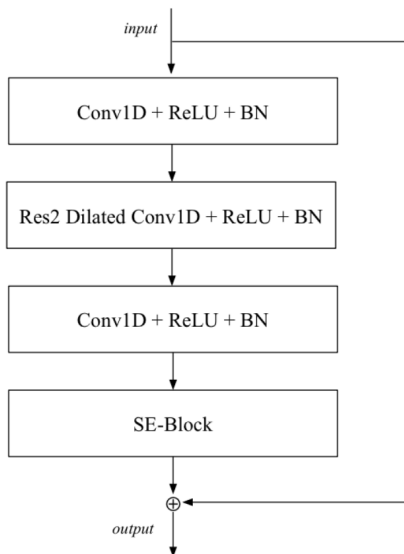 input
Conv1D + ReLU + BN
Res2 Dilated Conv1D + ReLU + BN
Conv1D + ReLU + BN
SE-Block
output